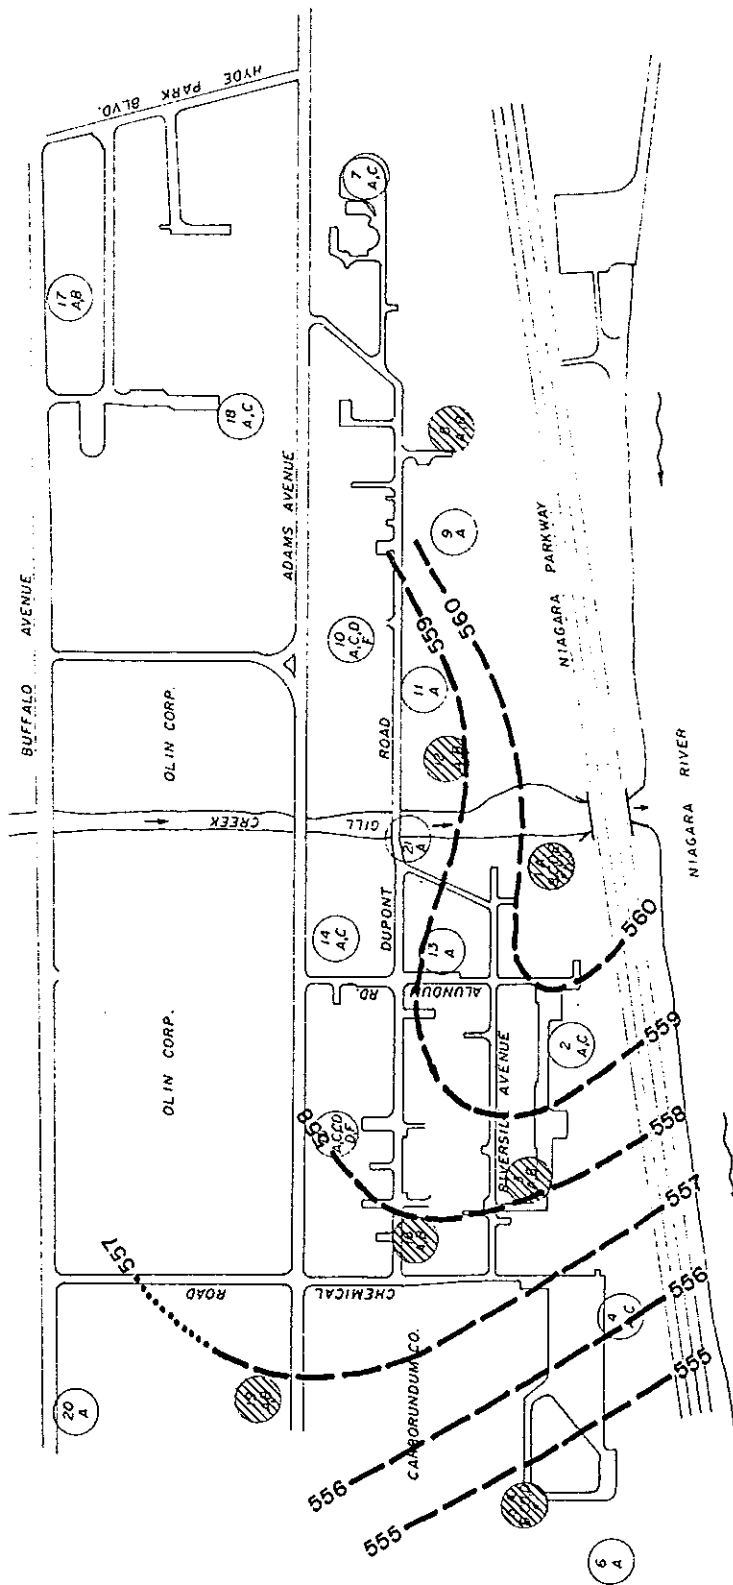 HYDE PARK BLVD.
BUFFALO AVENUE
ADAMS AVENUE
17
A,B
18
A,C
7
A,C
9
A
10
A,C,D
F
11
A
OLIN CORP.
DUPONT ROAD
559
560
NIAGARA PARKWAY
GILL CREEK
21
A
NIAGARA RIVER
14
A,C
13
A
ALUNDUM RD.
OLIN CORP.
2
A,C
RIVERSIDE AVENUE
558
560
559
558
557
556
555
557
CHEMICAL ROAD
CARBORUNDUM CO.
4
A,C
20
A
556
555
6
A